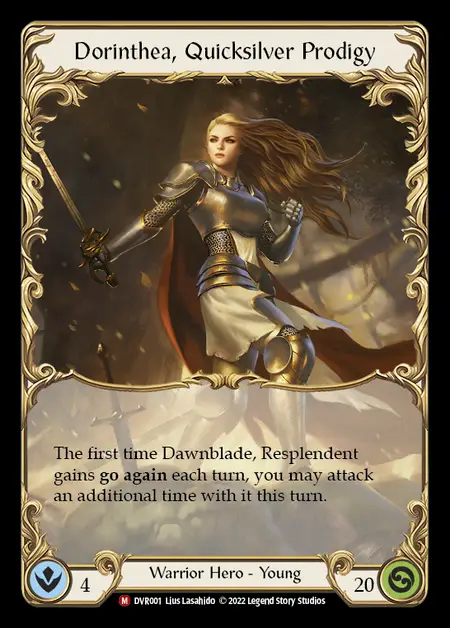 Dorinthea, Quicksilver Prodigy
The first time Dawnblade, Resplendent
gains go again each turn, you may attack
an additional time with it this turn.
4
Warrior Hero - Young
20
M DVR001 Ljus Lasahido © 2022 Legend Story Studios